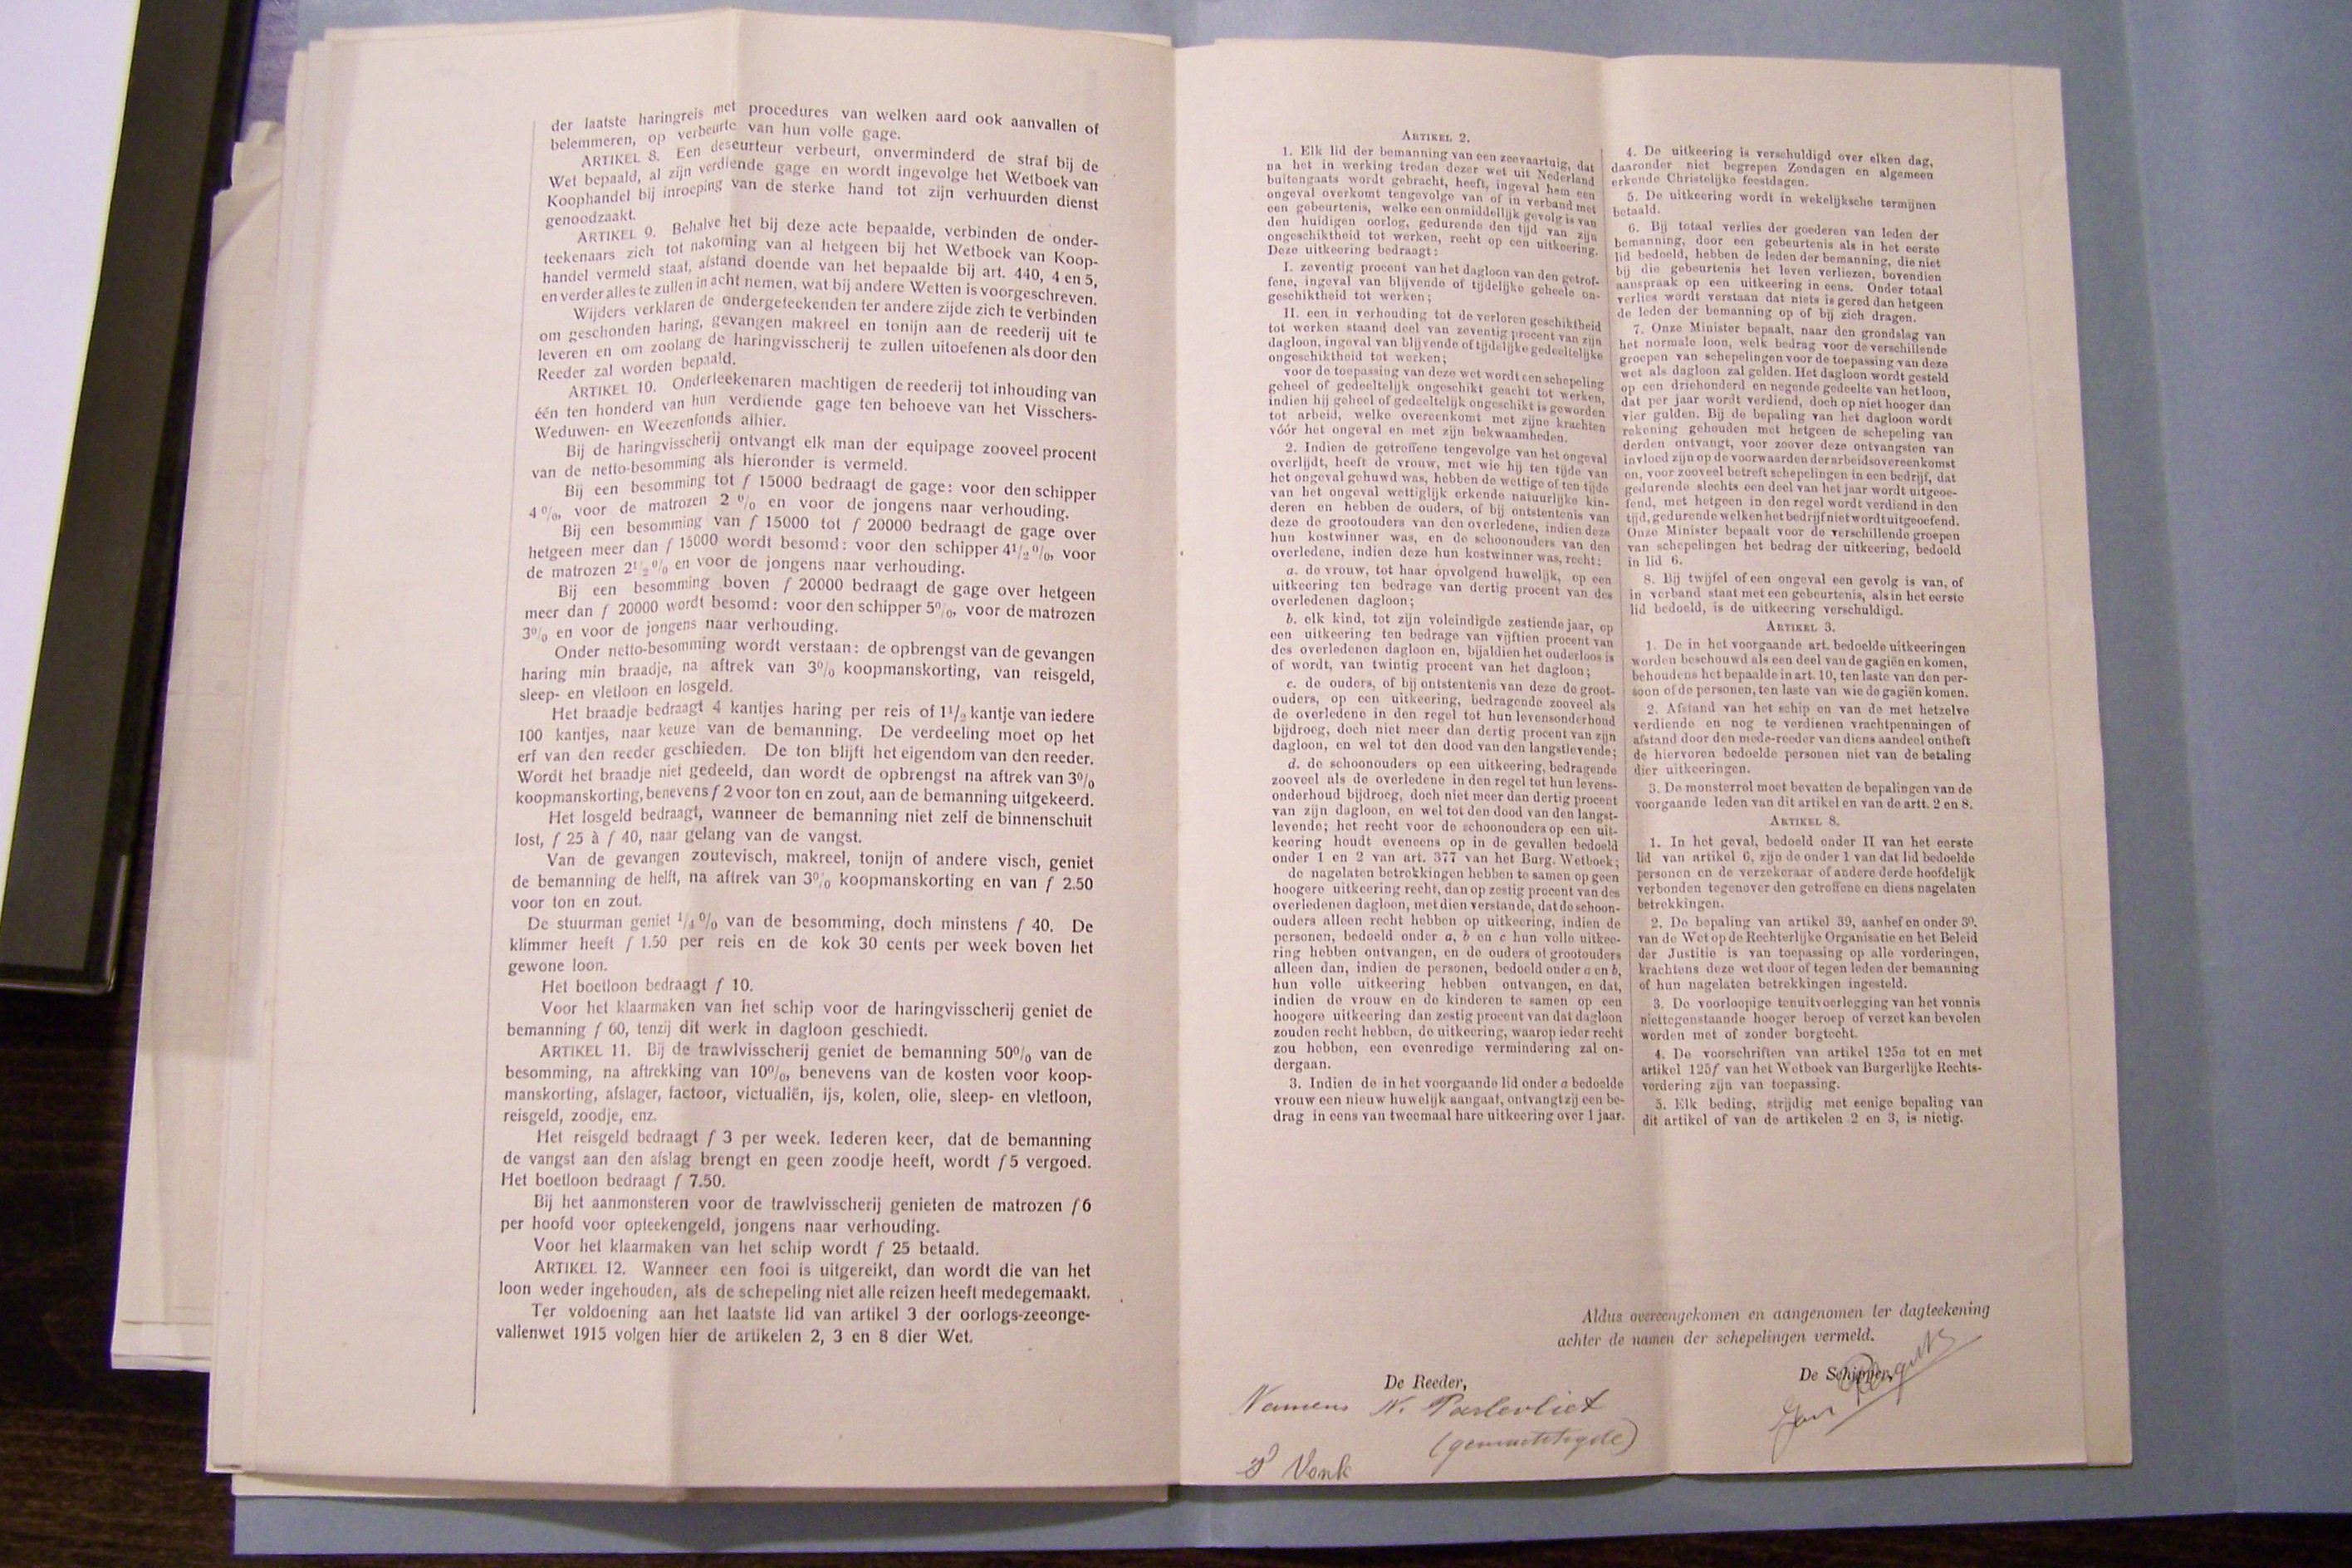 der laatste haringreis met procedures van welken aard ook aanvallen of
belemmeren, op verbeurte van hun volle gage.
ARTIKEL 8. Een deseurteur verbeurt, onverminderd de straf bij de
Wet bepaald, al zijn verdiende gage en wordt ingevolge het Wetboek van
Koophandel bij inroeping van de sterke hand tot zijn verhuurden dienst
genoodzaakt.
ARTIKEL 9. Behalve het bij deze acte bepaalde, verbinden de onder-
teekenaars zich tot nakoming van al hetgeen bij het Wetboek van Koop-
handel vermeld staat, afstand doende van het bepaalde bij art. 440, 4 en 5,
en verder alles te zullen in acht nemen, wat bij andere Wetten is voorgeschreven.
Wijders verklaren de ondergeteekenden ter andere zijde zich te verbinden
om geschonden haring, gevangen makreel en tonijn aan de reederij uit te
leveren en om zoolang de haringvisscherij te zullen uitoefenen als door den
Reeder zal worden bepaald.
ARTIKEL 10. Onderteekenaren machtigen de reederij tot inhouding van
één ten honderd van hun verdiende gage ten behoeve van het Visschers-
Weduwen- en Weezenfonds alhier.
Bij de haringvisscherij ontvangt elk man der equipage zooveel procent
van de netto-besomming als hieronder is vermeld.
Bij een besomming tot f 15000 bedraagt de gage: voor den schipper
4 %, voor de matrozen 2 % en voor de jongens naar verhouding.
Bij een besomming van f 15000 tot f 20000 bedraagt de gage over
hetgeen meer dan f 15000 wordt besomd: voor den schipper 4½ %, voor
de matrozen 2½ % en voor de jongens naar verhouding.
Bij een besomming boven f 20000 bedraagt de gage over hetgeen
meer dan f 20000 wordt besomd: voor den schipper 5%, voor de matrozen
3% en voor de jongens naar verhouding.
Onder netto-besomming wordt verstaan: de opbrengst van de gevangen
haring min braadje, na aftrek van 3% koopmanskorting, van reisgeld,
sleep- en vletloon en losgeld.
Het braadje bedraagt 4 kantjes haring per reis of 1½ kantje van iedere
100 kantjes, naar keuze van de bemanning. De verdeeling moet op het
erf van den reeder geschieden. De ton blijft het eigendom van den reeder.
Wordt het braadje niet gedeeld, dan wordt de opbrengst na aftrek van 3%
koopmanskorting, benevens f 2 voor ton en zout, aan de bemanning uitgekeerd.
Het losgeld bedraagt, wanneer de bemanning niet zelf de binnenschuit
lost, f 25 à f 40, naar gelang van de vangst.
Van de gevangen zoutevisch, makreel, tonijn of andere visch, geniet
de bemanning de helft, na aftrek van 3% koopmanskorting en van f 2.50
voor ton en zout.
De stuurman geniet ¼ % van de besomming, doch minstens f 40. De
klimmer heeft f 1.50 per reis en de kok 30 cents per week boven het
gewone loon.
Het boetloon bedraagt f 10.
Voor het klaarmaken van het schip voor de haringvisscherij geniet de
bemanning f 60, tenzij dit werk in dagloon geschiedt.
ARTIKEL 11. Bij de trawlvisscherij geniet de bemanning 50% van de
besomming, na aftrekking van 10%, benevens van de kosten voor koop-
manskorting, afslager, factoor, victualiën, ijs, kolen, olie, sleep- en vletloon,
reisgeld, zoodje, enz.
Het reisgeld bedraagt f 3 per week. Iederen keer, dat de bemanning
de vangst aan den afslag brengt en geen zoodje heeft, wordt f 5 vergoed.
Het boetloon bedraagt f 7.50.
Bij het aanmonsteren voor de trawlvisscherij genieten de matrozen f 6
per hoofd voor opteekengeld, jongens naar verhouding.
Voor het klaarmaken van het schip wordt f 25 betaald.
ARTIKEL 12. Wanneer een fooi is uitgereikt, dan wordt die van het
loon weder ingehouden, als de schepeling niet alle reizen heeft medegemaakt.
Ter voldoening aan het laatste lid van artikel 3 der oorlogs-zeeonge-
vallenwet 1915 volgen hier de artikelen 2, 3 en 8 dier Wet.
ARTIKEL 2.
1. Elk lid der bemanning van een zeevaartuig, dat
na het in werking treden dezer wet uit Nederland
buitengaats wordt gebracht, heeft, ingeval hem een
ongeval overkomt tengevolge van of in verband met
een gebeurtenis, welke een onmiddellijk gevolg is van
den huidigen oorlog, gedurende den tijd van zijn
ongeschiktheid tot werken, recht op een uitkeering.
Deze uitkeering bedraagt:
I. zeventig procent van het dagloon van den getrof-
fene, ingeval van blijvende of tijdelijke geheele on-
geschiktheid tot werken;
II. een in verhouding tot de verloren geschiktheid
tot werken staand deel van zeventig procent van zijn
dagloon, ingeval van blijvende of tijdelijke gedeeltelijke
ongeschiktheid tot werken;
voor de toepassing van deze wet wordt een schepeling
geheel of gedeeltelijk ongeschikt geacht tot werken,
indien hij geheel of gedeeltelijk ongeschikt is geworden
tot arbeid, welke overeenkomt met zijne krachten
vóór het ongeval en met zijn bekwaamheden.
2. Indien de getroffene tengevolge van het ongeval
overlijdt, heeft de vrouw, met wie hij ten tijde van
het ongeval gehuwd was, hebben de wettige of ten tijde
van het ongeval wettiglijk erkende natuurlijke kin-
deren en hebben de ouders, of bij ontstentenis van
deze de grootouders van den overledene, indien deze
hun kostwinner was, en de schoonouders van den
overledene, indien deze hun kostwinner was, recht:
a. de vrouw, tot haar opvolgend huwelijk, op een
uitkeering ten bedrage van dertig procent van des
overledenen dagloon;
b. elk kind, tot zijn voleindigde zestiende jaar, op
een uitkeering ten bedrage van vijftien procent van
des overledenen dagloon en, bijaldien het ouderloos is
of wordt, van twintig procent van het dagloon;
c. de ouders, of bij ontstentenis van deze de groot-
ouders, op een uitkeering, bedragende zooveel als
de overledene in den regel tot hun levensonderhoud
bijdroeg, doch niet meer dan dertig procent van zijn
dagloon, en wel tot den dood van den langstlevende;
d. de schoonouders op een uitkeering, bedragende
zooveel als de overledene in den regel tot hun levens-
onderhoud bijdroeg, doch niet meer dan dertig procent
van zijn dagloon, en wel tot den dood van den langst-
levende; het recht voor de schoonouders op een uit-
keering houdt eveneens op in de gevallen bedoeld
onder 1 en 2 van art. 377 van het Burg. Wetboek;
de nagelaten betrekkingen hebben te samen op geen
hoogere uitkeering recht, dan op zestig procent van des
overledenen dagloon, met dien verstande, dat de schoon-
ouders alleen recht hebben op uitkeering, indien de
personen, bedoeld onder a, b en c hun volle uitkee-
ring hebben ontvangen, en de ouders of grootouders
alleen dan, indien de personen, bedoeld onder a en b,
hun volle uitkeering hebben ontvangen, en dat,
indien de vrouw en de kinderen te samen op een
hoogere uitkeering dan zestig procent van dat dagloon
zouden recht hebben, de uitkeering, waarop ieder recht
zou hebben, een evenredige vermindering zal on-
dergaan.
3. Indien de in het voorgaande lid onder a bedoelde
vrouw een nieuw huwelijk aangaat, ontvangt zij een be-
drag in eens van tweemaal hare uitkeering over 1 jaar.
4. De uitkeering is verschuldigd over elken dag,
daaronder niet begrepen Zondagen en algemeen
erkende Christelijke feestdagen.
5. De uitkeering wordt in wekelijksche termijnen
betaald.
6. Bij totaal verlies der goederen van leden der
bemanning, door een gebeurtenis als in het eerste
lid bedoeld, hebben de leden der bemanning, die niet
bij die gebeurtenis het leven verliezen, bovendien
aanspraak op een uitkeering in eens. Onder totaal
verlies wordt verstaan dat niets is gered dan hetgeen
de leden der bemanning op of bij zich dragen.
7. Onze Minister bepaalt, naar den grondslag van
het normale loon, welk bedrag voor de verschillende
groepen van schepelingen voor de toepassing van deze
wet als dagloon zal gelden. Het dagloon wordt gesteld
op een driehonderd en negende gedeelte van het loon,
dat per jaar wordt verdiend, doch op niet hooger dan
vier gulden. Bij de bepaling van het dagloon wordt
rekening gehouden met hetgeen de schepeling van
derden ontvangt, voor zoover deze ontvangsten van
invloed zijn op de voorwaarden der arbeidsovereenkomst
en, voor zooveel betreft schepelingen in een bedrijf, dat
gedurende slechts een deel van het jaar wordt uitgeoe-
fend, met hetgeen in den regel wordt verdiend in den
tijd, gedurende welken het bedrijf niet wordt uitgeoefend.
Onze Minister bepaalt voor de verschillende groepen
van schepelingen het bedrag der uitkeering, bedoeld
in lid 6.
8. Bij twijfel of een ongeval een gevolg is van, of
in verband staat met een gebeurtenis, als in het eerste
lid bedoeld, is de uitkeering verschuldigd.
ARTIKEL 3.
1. De in het voorgaande art. bedoelde uitkeeringen
worden beschouwd als een deel van de gagiën en komen,
behoudens het bepaalde in art. 10, ten laste van den per-
soon of de personen, ten laste van wie de gagiën komen.
2. Afstand van het schip en van de met hetzelve
verdiende en nog te verdienen vrachtpenningen of
afstand door den mede-reeder van diens aandeel ontheft
de hiervoren bedoelde personen niet van de betaling
dier uitkeeringen.
3. De monsterrol moet bevatten de bepalingen van de
voorgaande leden van dit artikel en van de artt. 2 en 8.
ARTIKEL 8.
1. In het geval, bedoeld onder II van het eerste
lid van artikel 6, zijn de onder 1 van dat lid bedoelde
personen en de verzekeraar of andere derde hoofdelijk
verbonden tegenover den getroffene en diens nagelaten
betrekkingen.
2. De bepaling van artikel 39, aanhef en onder 3º.
van de Wet op de Rechterlijke Organisatie en het Beleid
der Justitie is van toepassing op alle vorderingen,
krachtens deze wet door of tegen leden der bemanning
of hun nagelaten betrekkingen ingesteld.
3. De voorloopige tenuitvoerlegging van het vonnis
niettegenstaande hooger beroep of verzet kan bevolen
worden met of zonder borgtocht.
4. De voorschriften van artikel 125a tot en met
artikel 125f van het Wetboek van Burgerlijke Rechts-
vordering zijn van toepassing.
5. Elk beding, strijdig met eenige bepaling van
dit artikel of van de artikelen 2 en 3, is nietig.
Aldus overeengekomen en aangenomen ter dagteekening
achter de namen der schepelingen vermeld.
De Reeder,
De Schipper,
Namens N. Parlevliet
(gemachtigde)
Vonk
Jan